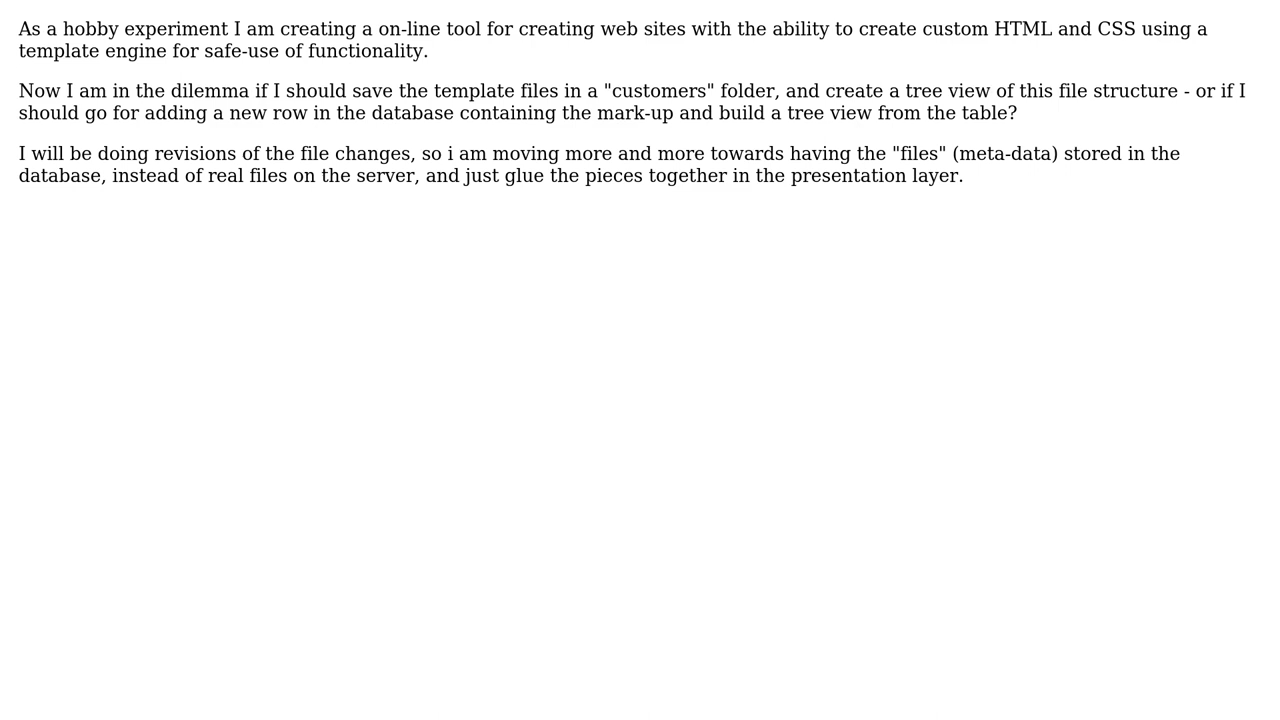 As a hobby experiment I am creating a on-line tool for creating web sites with the ability to create custom HTML and CSS using a
template engine for safe-use of functionality.
Now I am in the dilemma if I should save the template files in a "customers" folder, and create a tree view of this file structure - or if I
should go for adding a new row in the database containing the mark-up and build a tree view from the table?
I will be doing revisions of the file changes, so i am moving more and more towards having the "files" (meta-data) stored in the
database, instead of real files on the server, and just glue the pieces together in the presentation layer.